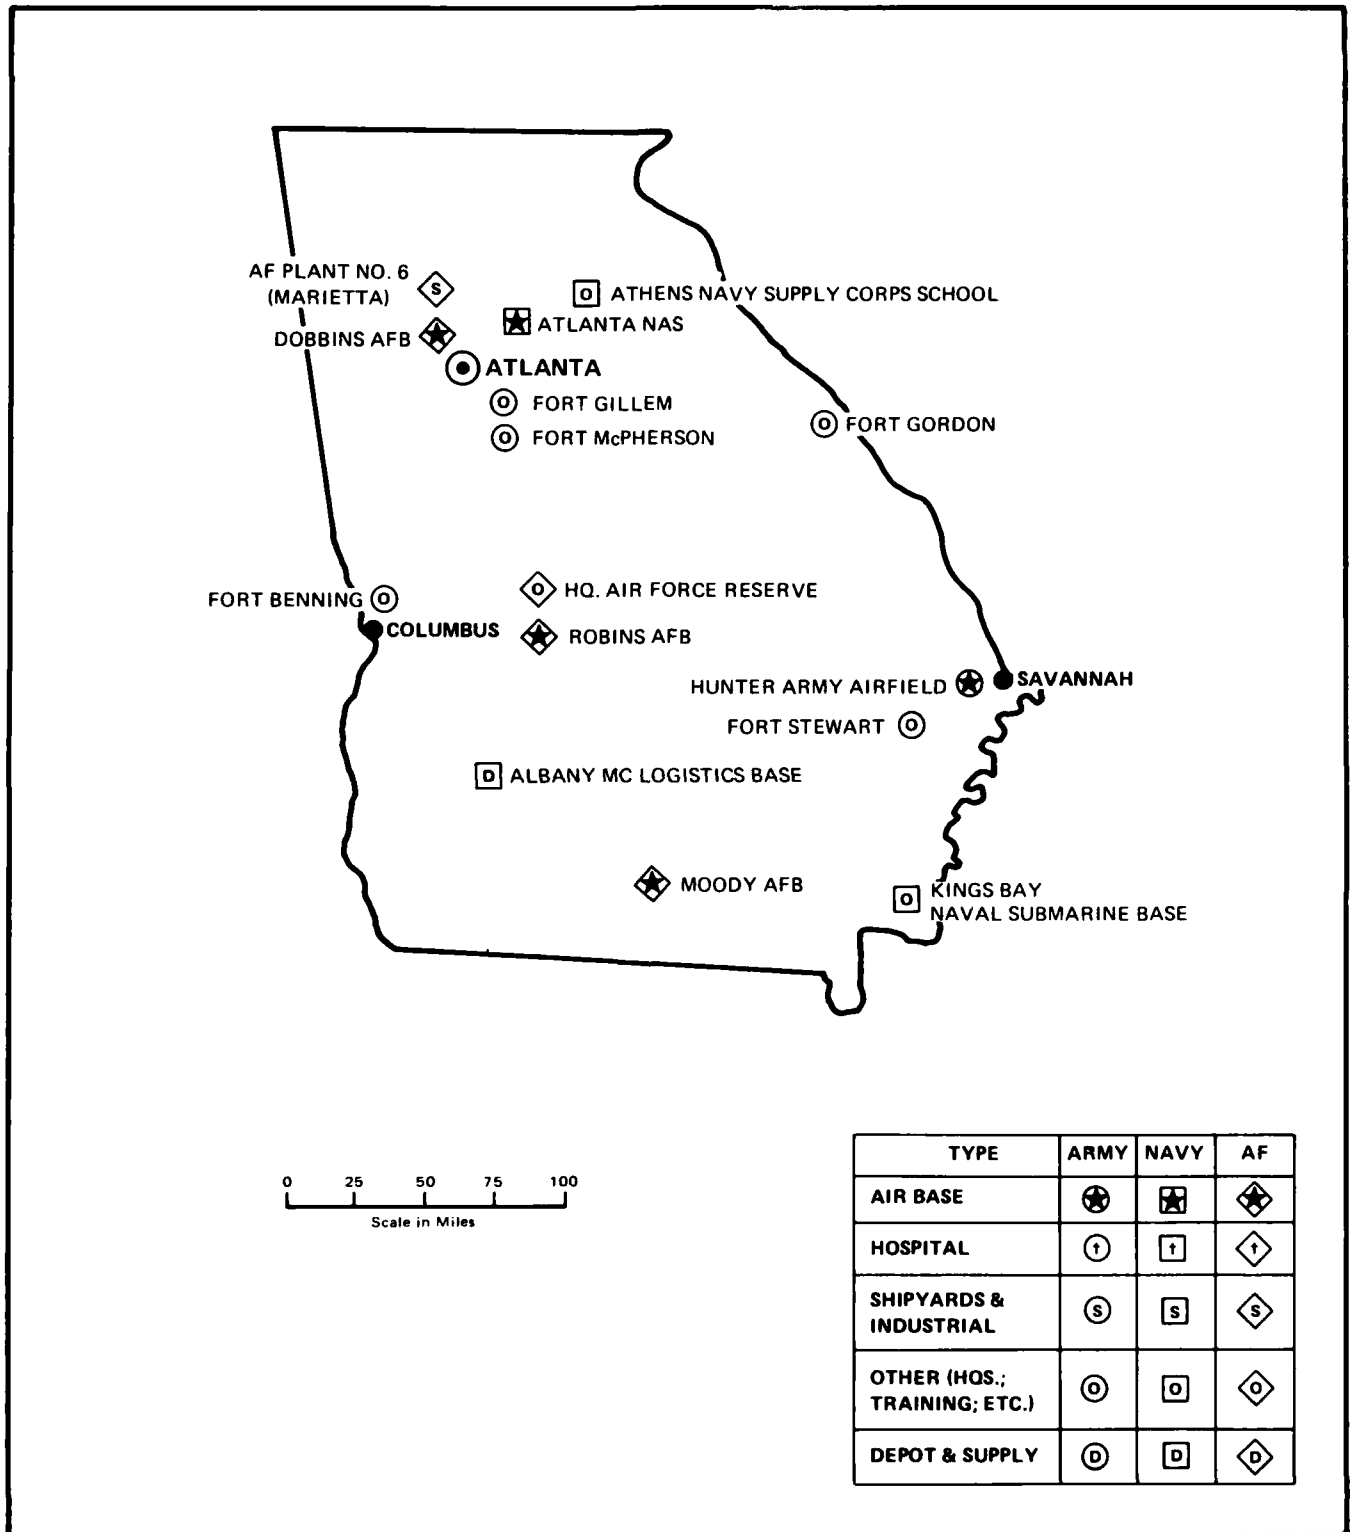 AF PLANT NO. 6
(MARIETTA)
S
O ATHENS NAVY SUPPLY CORPS SCHOOL
ATLANTA NAS
DOBBINS AFB
ATLANTA
O FORT GILLEM
O FORT McPHERSON
O FORT GORDON
O HQ. AIR FORCE RESERVE
FORT BENNING O
COLUMBUS
ROBINS AFB
SAVANNAH
HUNTER ARMY AIRFIELD
FORT STEWART O
D ALBANY MC LOGISTICS BASE
MOODY AFB
O KINGS BAY
NAVAL SUBMARINE BASE
0 25 50 75 100
Scale in Miles
TYPE ARMY NAVY AF
AIR BASE
HOSPITAL † † †
SHIPYARDS &
INDUSTRIAL S S S
OTHER (HQS.;
TRAINING; ETC.) O O O
DEPOT & SUPPLY D D D